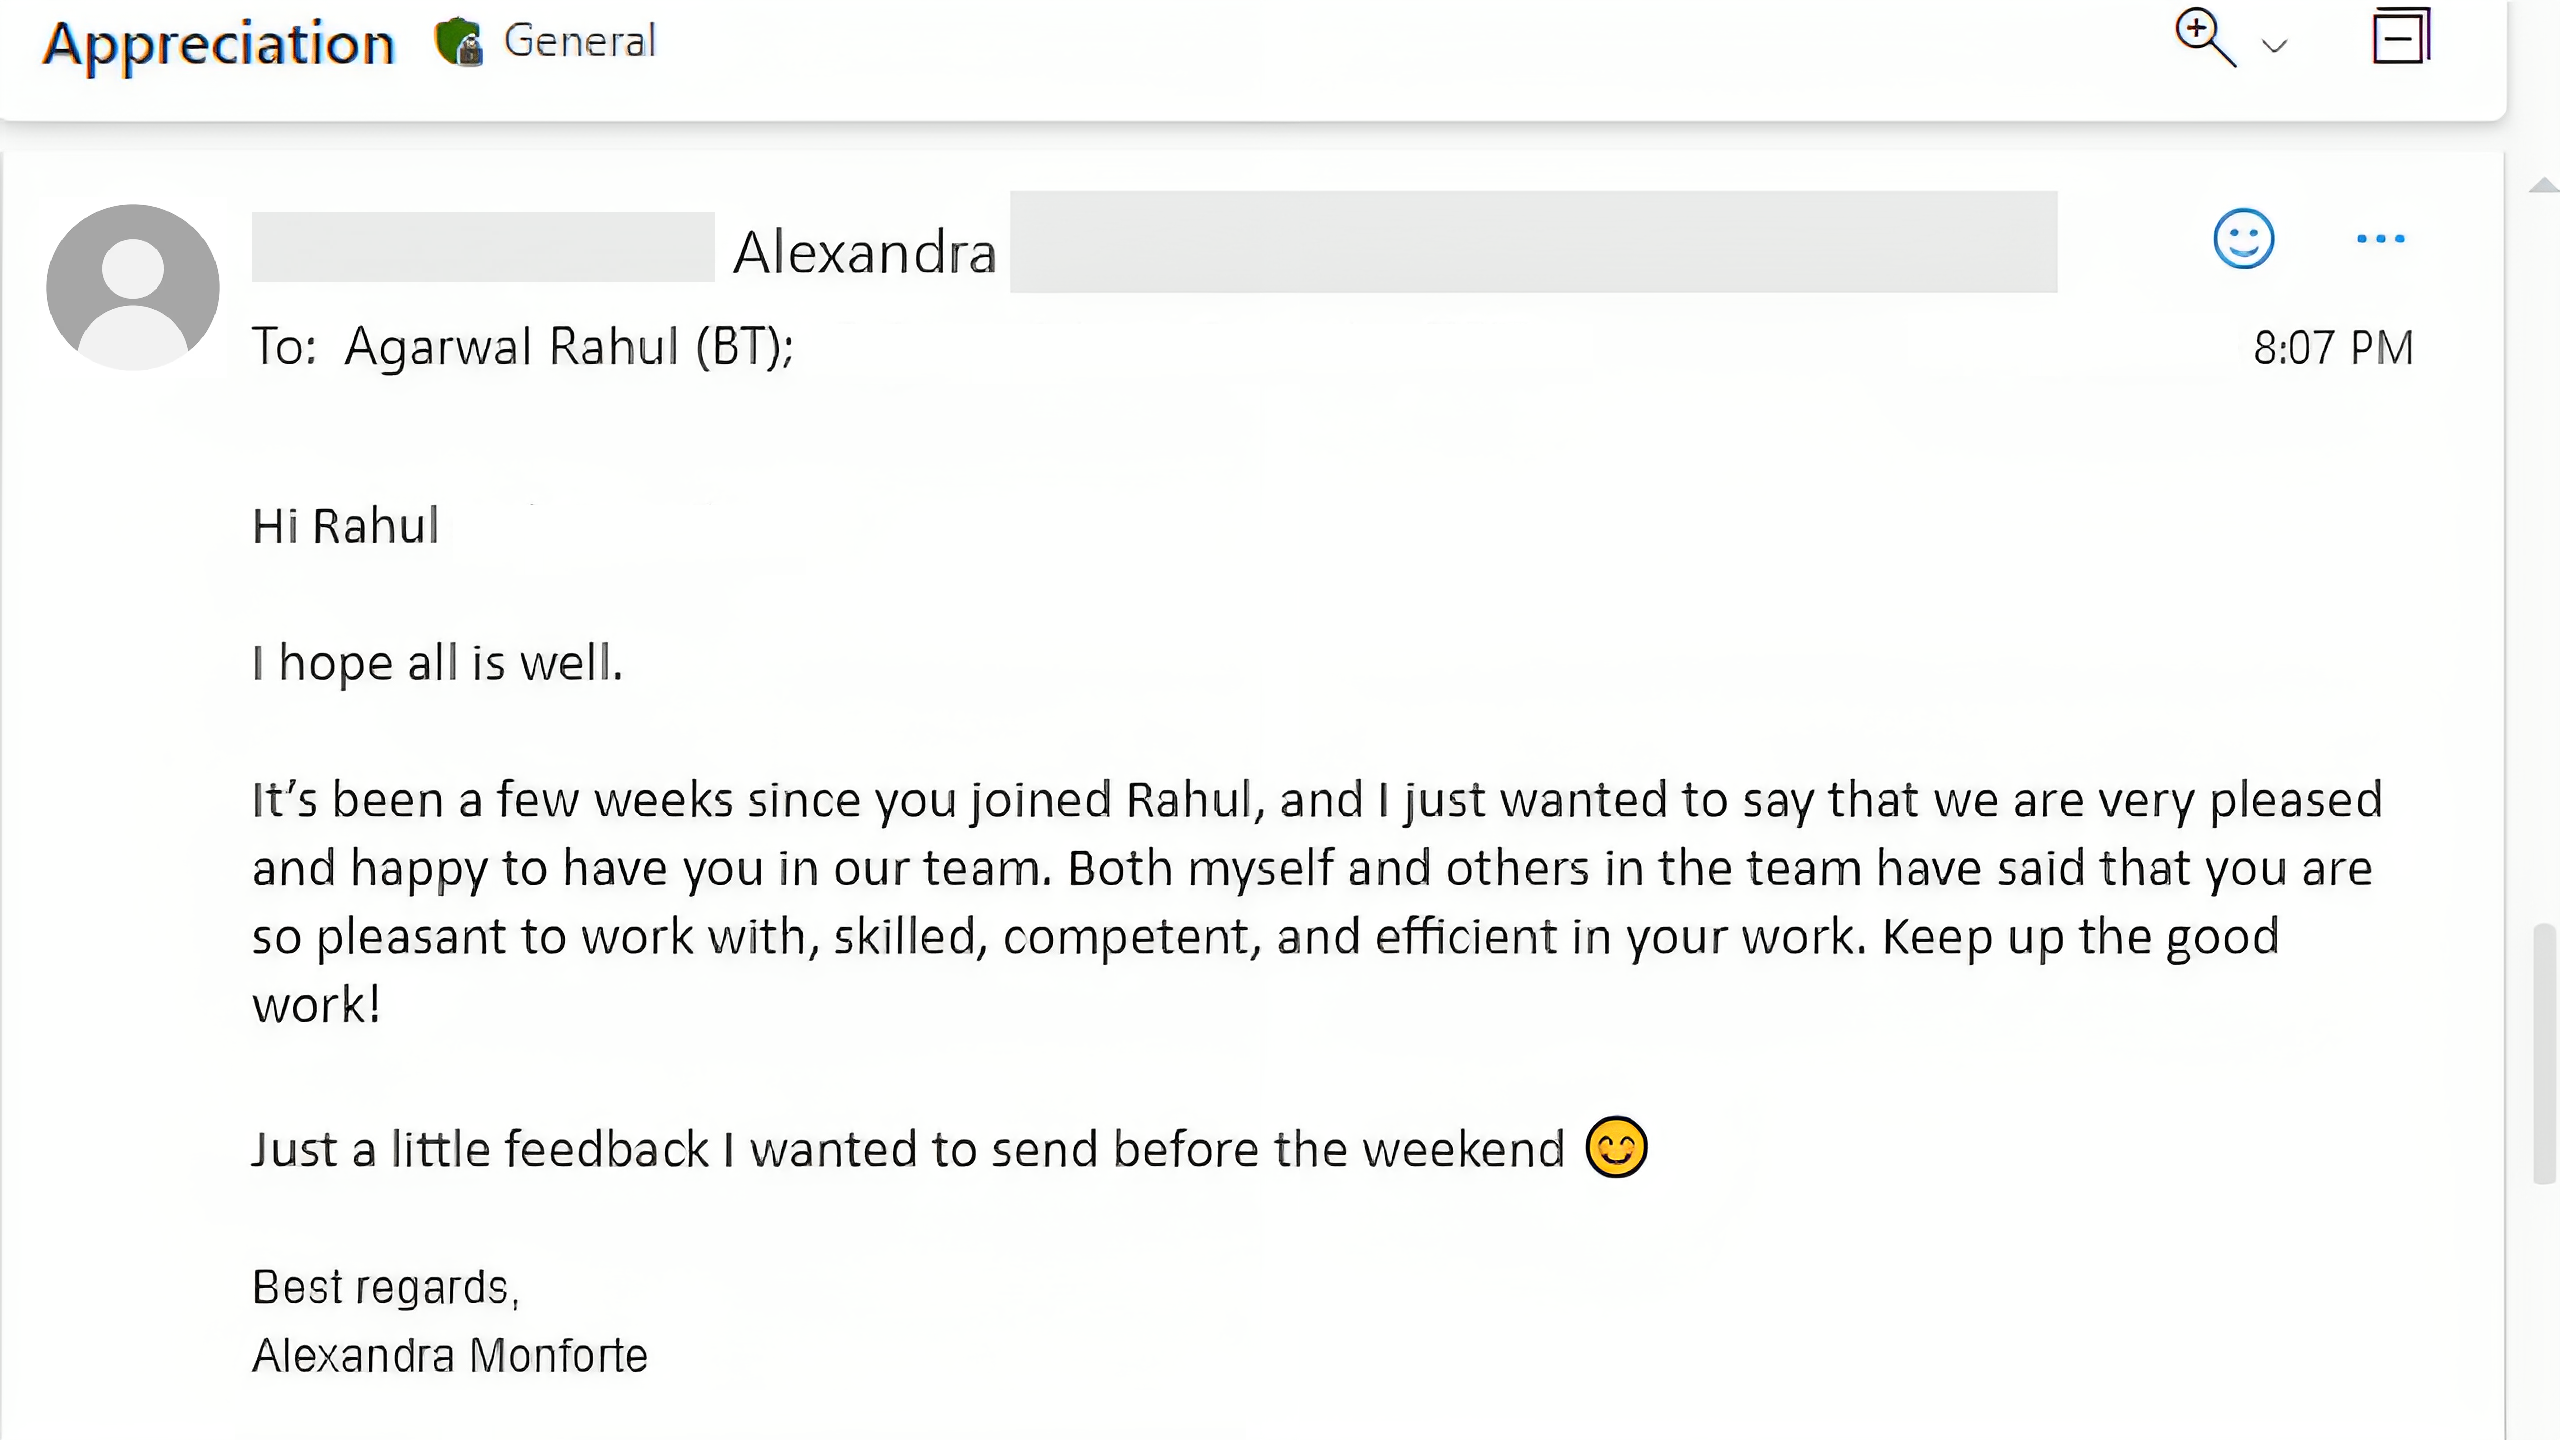 Appreciation General
Alexandra
To: Agarwal Rahul (BT);
8:07 PM
Hi Rahul
I hope all is well.
It’s been a few weeks since you joined Rahul, and I just wanted to say that we are very pleased
and happy to have you in our team. Both myself and others in the team have said that you are
so pleasant to work with, skilled, competent, and efficient in your work. Keep up the good
work!
Just a little feedback I wanted to send before the weekend 😊
Best regards,
Alexandra Monforte